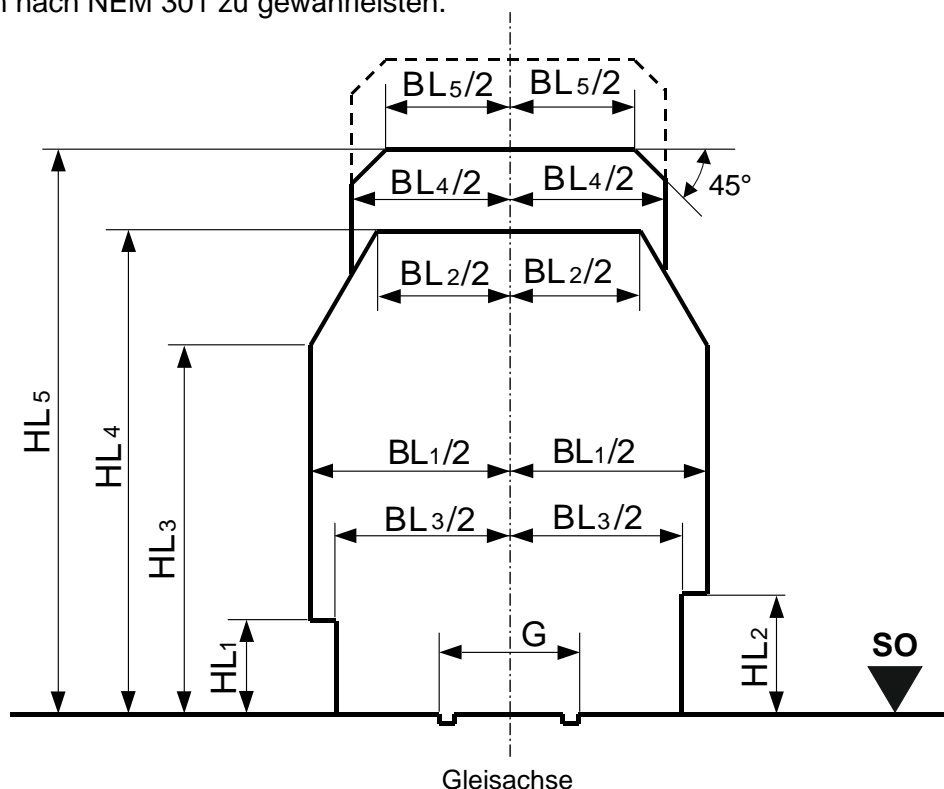 nach NEM 301 zu gewährleisten.
BL5/2 BL5/2
BL4/2 BL4/2
45°
BL2/2 BL2/2
HL5
HL4
HL3
BL1/2 BL1/2
BL3/2 BL3/2
HL1
G
HL2
SO
Gleisachse